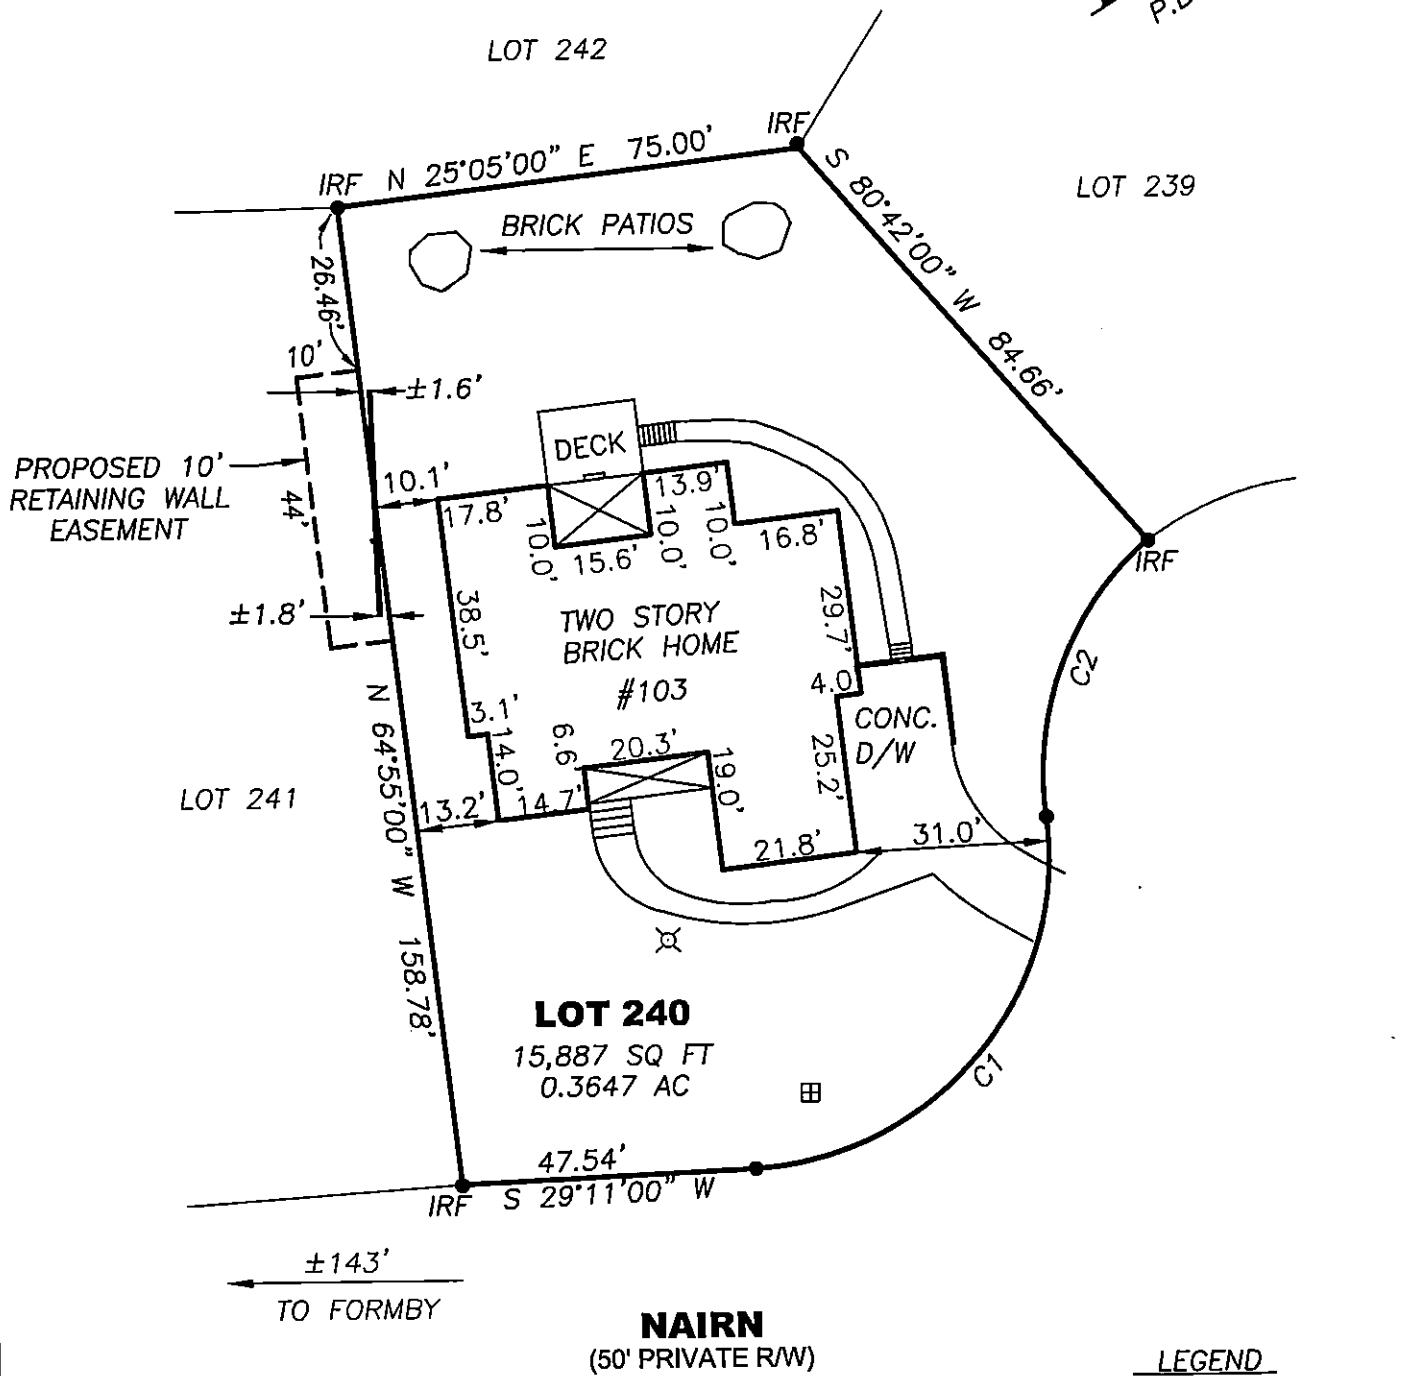 P.B
LOT 242
IRF
IRF
N 25°05'00" E 75.00'
S 80°42'00" W 84.66'
LOT 239
BRICK PATIOS
26.46'
10'
±1.6'
DECK
PROPOSED 10'
RETAINING WALL
EASEMENT
44'
10.1'
17.8'
13.9'
10.0'
15.6'
10.0'
10.0'
16.8'
IRF
±1.8'
38.5'
TWO STORY
BRICK HOME
#103
29.7'
C2
N 64°55'00" W 158.78'
3.1'
14.0'
6.6'
20.3'
19.0'
4.0
25.2'
CONC.
D/W
LOT 241
13.2'
14.7'
21.8'
31.0'
LOT 240
15,887 SQ FT
0.3647 AC
C1
47.54'
IRF
S 29°11'00" W
±143'
TO FORMBY
NAIRN
(50' PRIVATE R/W)
LEGEND